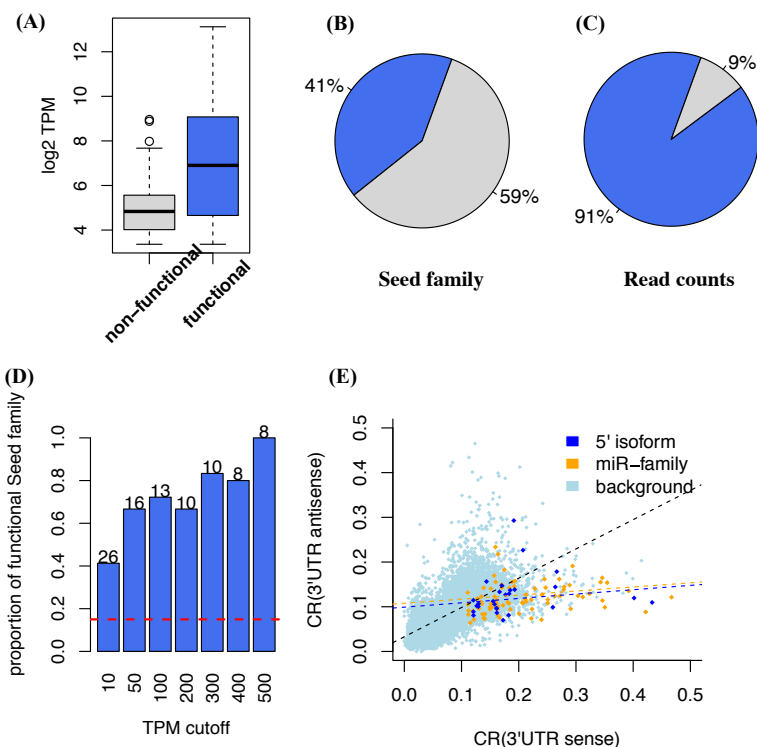 (A)
log2 TPM
12
10
8
6
4
non−functional
functional
(B)
41%
59%
Seed family
(C)
9%
91%
Read counts
(D)
proportion of functional Seed family
1.0
0.8
0.6
0.4
0.2
0.0
26
16
13
10
10
8
8
10
50
100
200
300
400
500
TPM cutoff
(E)
CR(3'UTR antisense)
0.5
0.4
0.3
0.2
0.1
0.0
5' isoform
miR−family
background
0.0
0.1
0.2
0.3
0.4
0.5
CR(3'UTR sense)